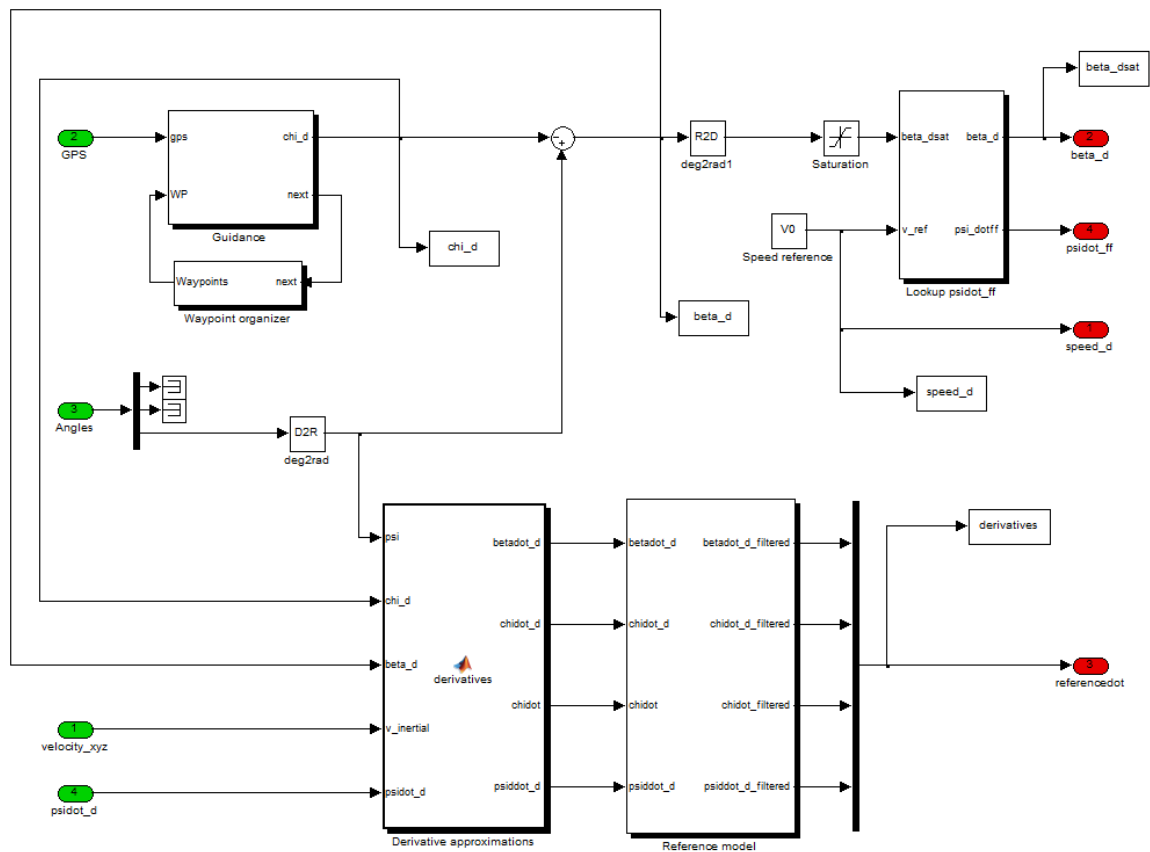 beta_dsat
2
GPS
gps
chi_d
WP
next
Guidance
Waypoints
next
Waypoint organizer
chi_d
-
+
R2D
deg2rad1
Saturation
beta_dsat
beta_d
v_ref
psi_dotff
Lookup psidot_ff
2
beta_d
4
psidot_ff
V0
Speed reference
beta_d
1
speed_d
speed_d
3
Angles
D2R
deg2rad
psi
betadot_d
chi_d
chidot_d
beta_d
derivatives
v_inertial
chidot
psidot_d
psiddot_d
Derivative approximations
betadot_d
betadot_d_filtered
chidot_d
chidot_d_filtered
chidot
chidot_filtered
psiddot_d
psiddot_d_filtered
Reference model
derivatives
3
referencedot
1
velocity_xyz
4
psidot_d